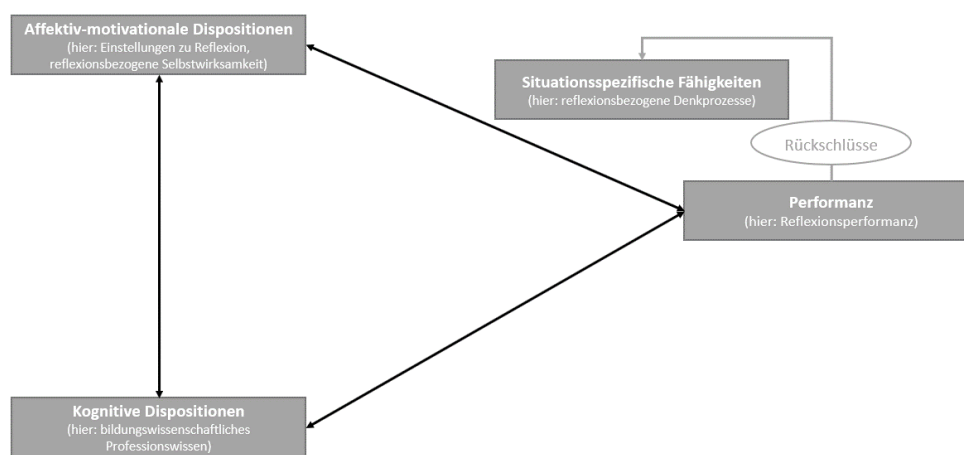 Affektiv-motivationale Dispositionen
(hier: Einstellungen zu Reflexion,
reflexionsbezogene Selbstwirksamkeit)
Situationsspezifische Fähigkeiten
(hier: reflexionsbezogene Denkprozesse)
Rückschlüsse
Performanz
(hier: Reflexionsperformanz)
Kognitive Dispositionen
(hier: bildungswissenschaftliches
Professionswissen)